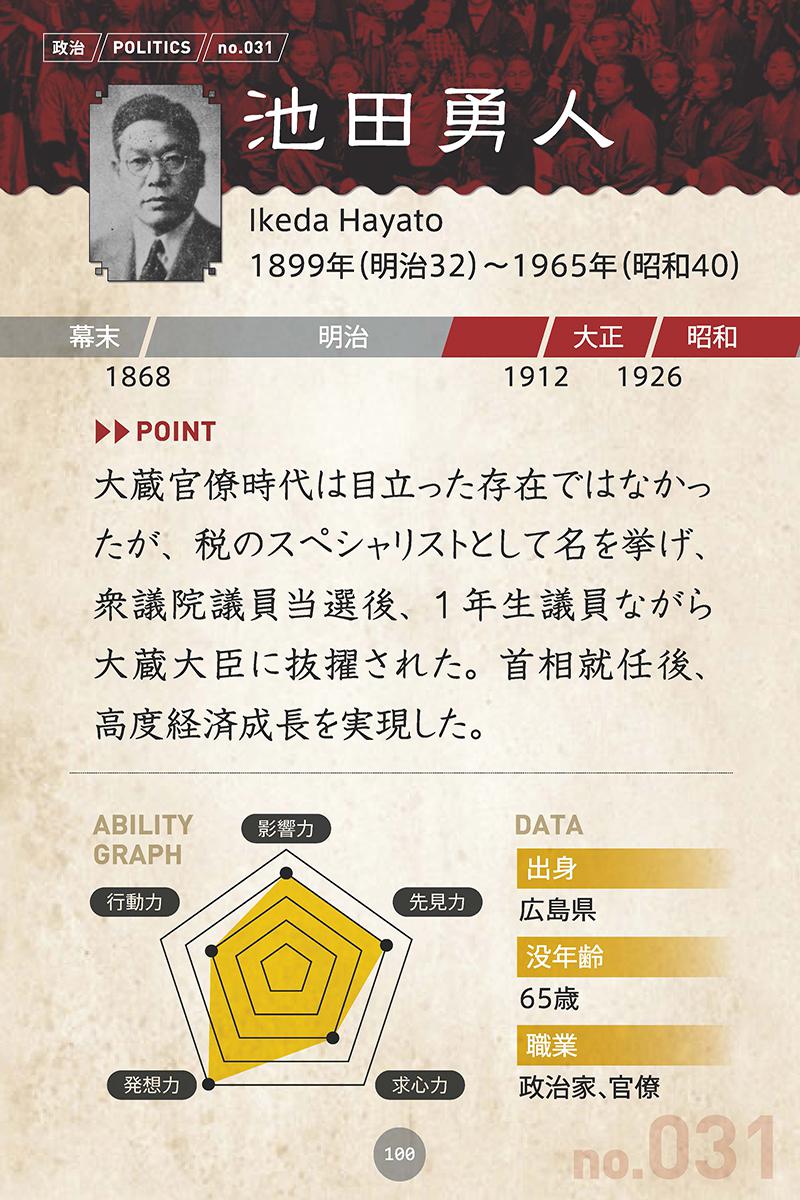 政治 POLITICS no.031
池田勇人
Ikeda Hayato
1899年(明治32)～1965年(昭和40)
幕末 明治 大正 昭和
1868 1912 1926
POINT
大蔵官僚時代は目立った存在ではなかっ
たが、税のスペシャリストとして名を挙げ、
衆議院議員当選後、1年生議員ながら
大蔵大臣に抜擢された。首相就任後、
高度経済成長を実現した。
ABILITY
GRAPH
影響力
行動力
先見力
発想力
求心力
DATA
出身
広島県
没年齢
65歳
職業
政治家、官僚
100
no.031